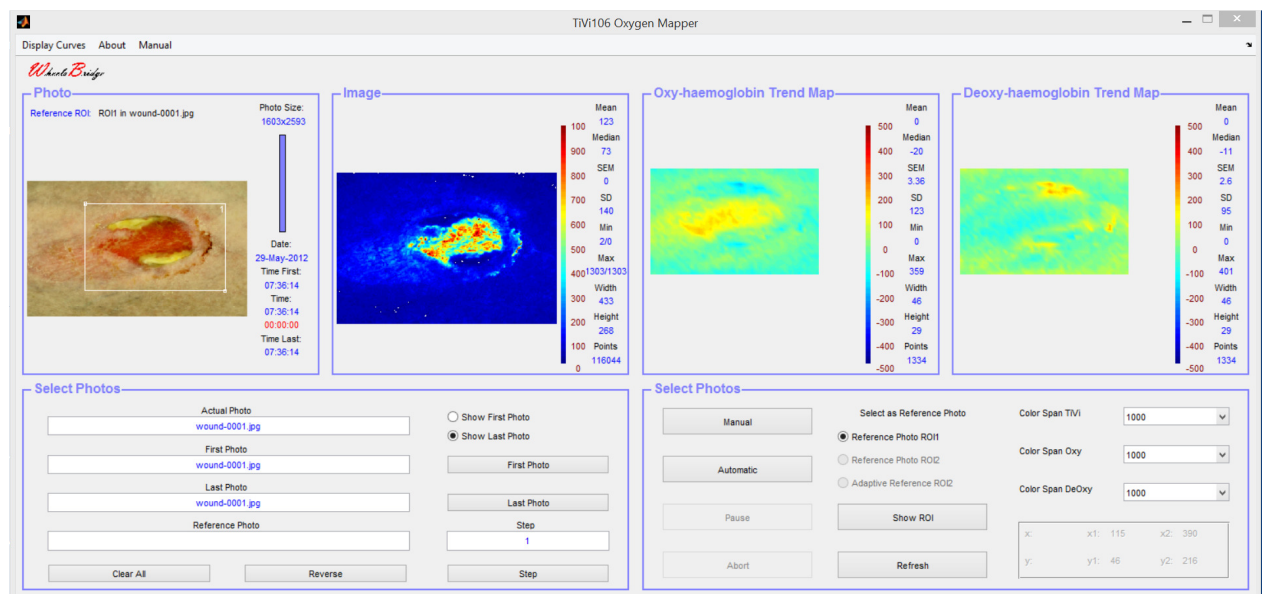 TiVi106 Oxygen Mapper
Display Curves About Manual
WheelsBridge
Photo
Reference ROI: ROI1 in wound-0001.jpg
Photo Size:
1603x2593
1
Date:
29-May-2012
Time First:
07:36:14
Time:
07:36:14
00:00:00
Time Last:
07:36:14
Image
100
900
800
700
600
500
400
300
200
100
0
Mean
123
Median
73
SEM
0
SD
140
Min
2/0
Max
1303/1303
Width
433
Height
268
Points
116044
Oxy-haemoglobin Trend Map
500
400
300
200
100
0
-100
-200
-300
-400
-500
Mean
0
Median
-20
SEM
3.36
SD
123
Min
0
Max
359
Width
46
Height
29
Points
1334
Deoxy-haemoglobin Trend Map
500
400
300
200
100
0
-100
-200
-300
-400
-500
Mean
0
Median
-11
SEM
2.6
SD
95
Min
0
Max
401
Width
46
Height
29
Points
1334
Select Photos
Actual Photo
wound-0001.jpg
First Photo
wound-0001.jpg
Last Photo
wound-0001.jpg
Reference Photo
Clear All
Reverse
Show First Photo
Show Last Photo
First Photo
Last Photo
Step
1
Step
Select Photos
Manual
Automatic
Pause
Abort
Select as Reference Photo
Reference Photo ROI1
Reference Photo ROI2
Adaptive Reference ROI2
Show ROI
Refresh
Color Span TiVi 1000
Color Span Oxy 1000
Color Span DeOxy 1000
x: x1: 115 x2: 390
y: y1: 46 y2: 216